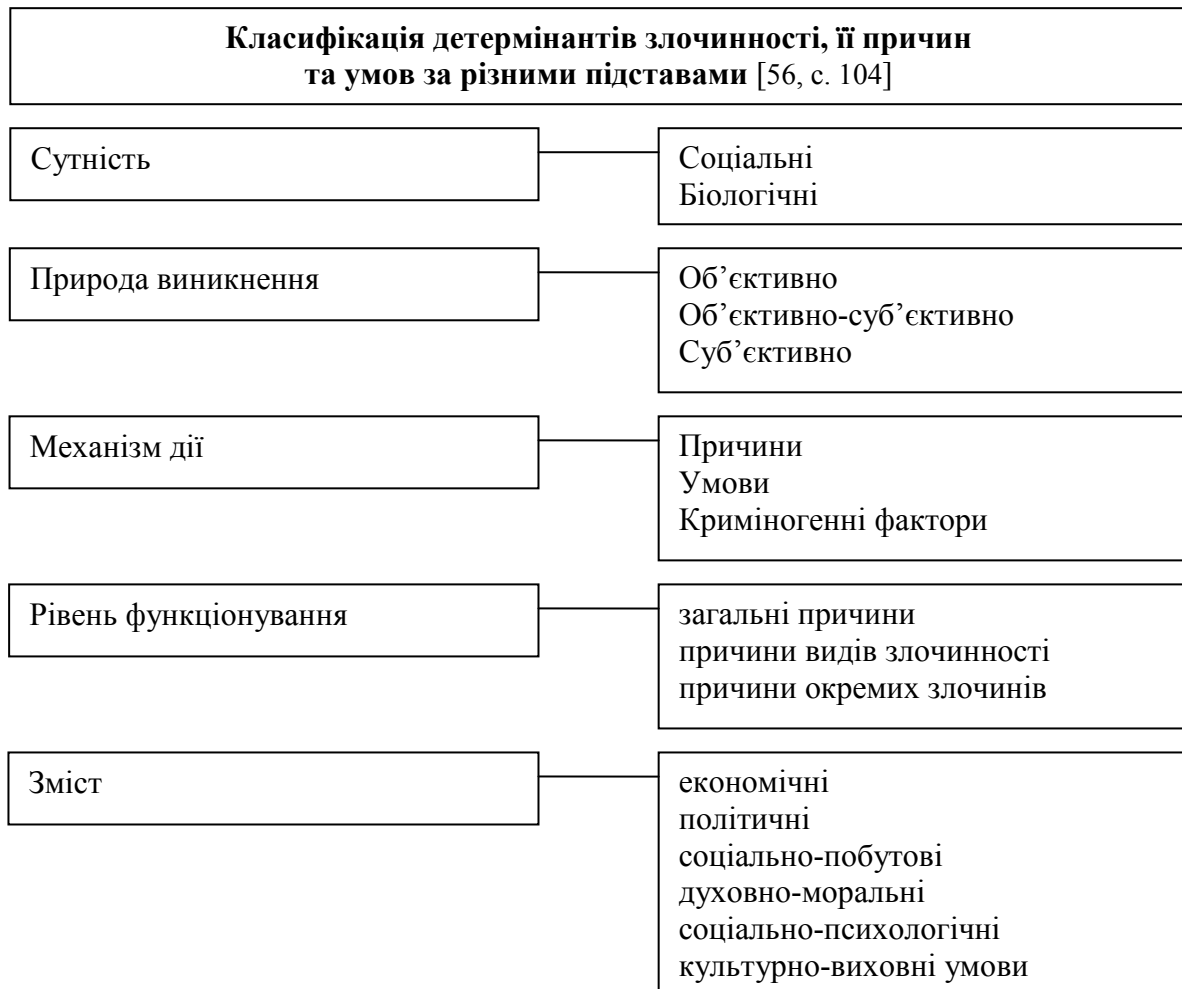 Класифікація детермінантів злочинності, її причин
та умов за різними підставами [56, с. 104]
Сутність
Соціальні
Біологічні
Природа виникнення
Об’єктивно
Об’єктивно-суб’єктивно
Суб’єктивно
Механізм дії
Причини
Умови
Криміногенні фактори
Рівень функціонування
загальні причини
причини видів злочинності
причини окремих злочинів
Зміст
економічні
політичні
соціально-побутові
духовно-моральні
соціально-психологічні
культурно-виховні умови